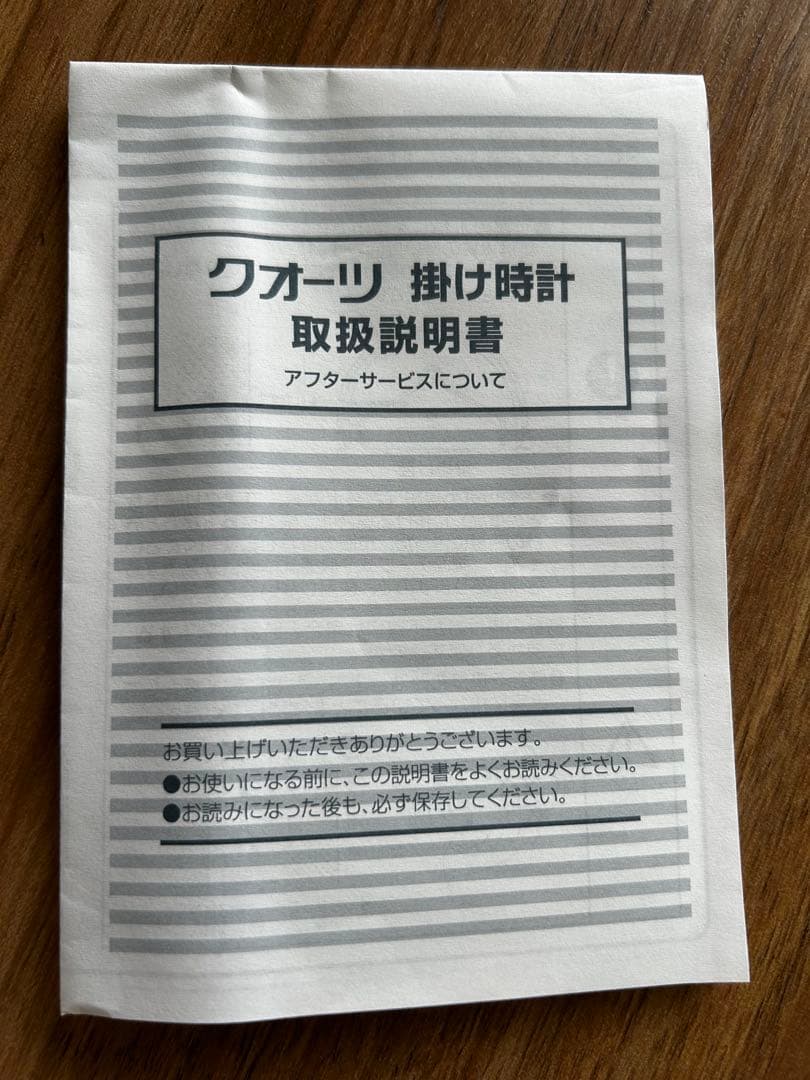 クオーツ 掛け時計
取扱説明書
アフターサービスについて
お買い上げいただきありがとうございます。
●お使いになる前に、この説明書をよくお読みください。
●お読みになった後も、必ず保存してください。